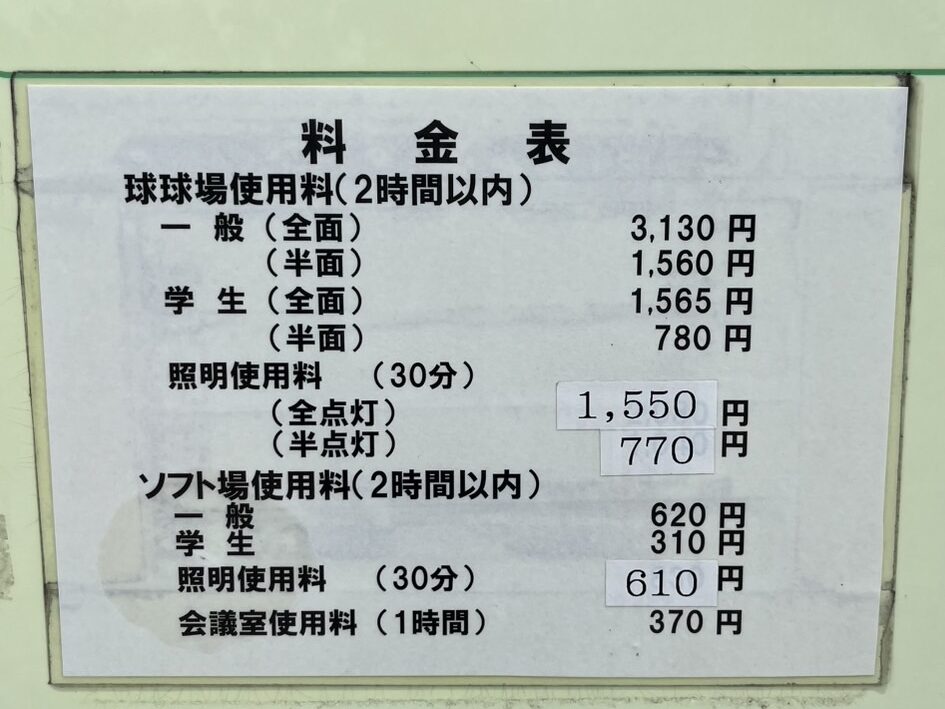 料 金 表
球球場使用料(2時間以内)
一 般 (全面) 3,130 円
(半面) 1,560 円
学 生 (全面) 1,565 円
(半面) 780 円
照明使用料 (30分)
(全点灯) 1,550 円
(半点灯) 770 円
ソフト場使用料(2時間以内)
一 般 620 円
学 生 310 円
照明使用料 (30分) 610 円
会議室使用料 (1時間) 370 円